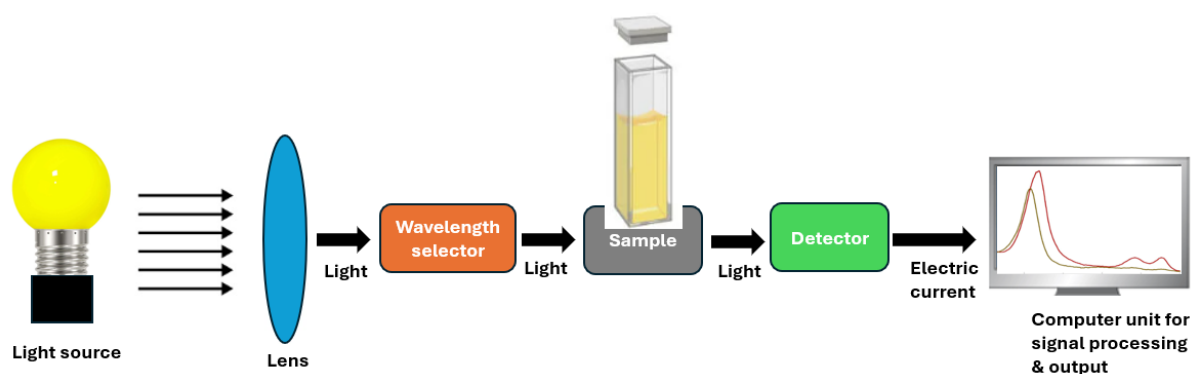 Light source
Lens
Light
Wavelength
selector
Light
Sample
Light
Detector
Electric
current
Computer unit for
signal processing
& output